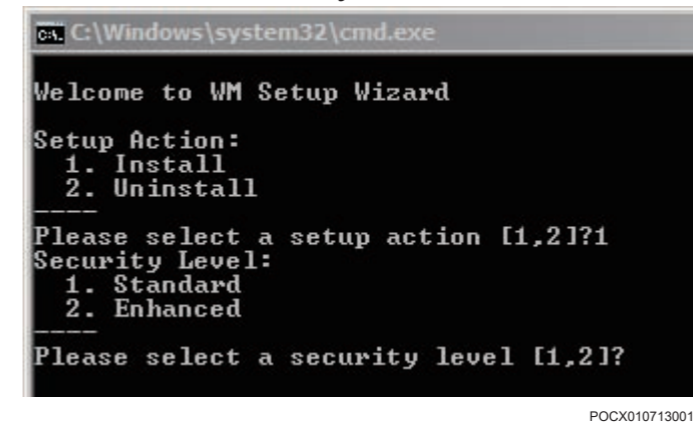 C:\Windows\system32\cmd.exe
Welcome to WM Setup Wizard
Setup Action:
1. Install
2. Uninstall
----
Please select a setup action [1,2]?1
Security Level:
1. Standard
2. Enhanced
----
Please select a security level [1,2]?
POCX010713001